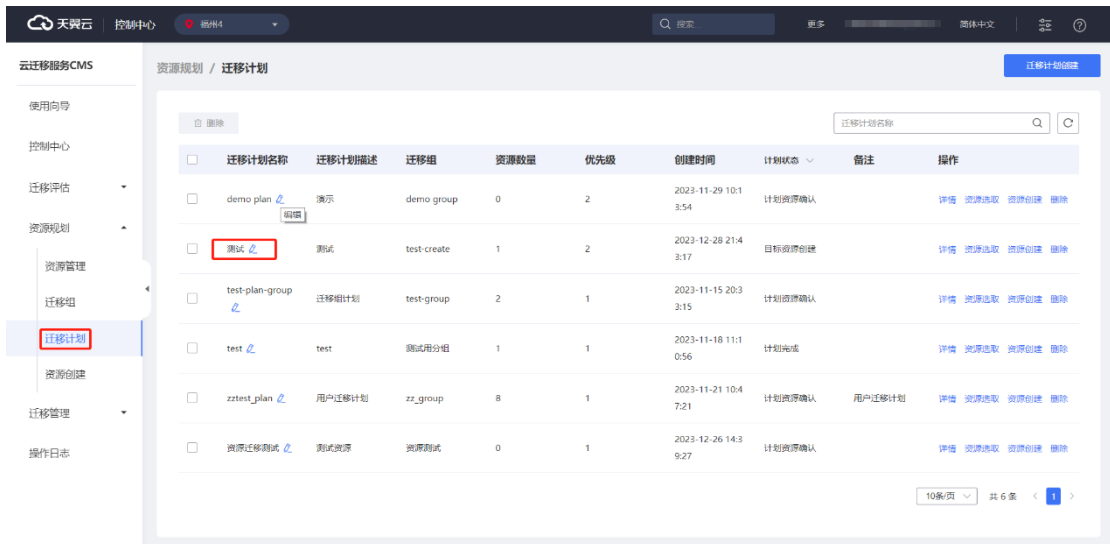 天翼云 控制中心 福州4 搜索... 更多 简体中文
云迁移服务CMS
使用向导
控制中心
迁移评估
资源规划
资源管理
迁移组
迁移计划
资源创建
迁移管理
操作日志
资源规划 / 迁移计划 迁移计划创建
删除 迁移计划名称
迁移计划名称 迁移计划描述 迁移组 资源数量 优先级 创建时间 计划状态 备注 操作
demo plan 演示 demo group 0 2 2023-11-29 10:1 计划资源确认 详情 资源选取 资源创建 删除
3:54
编辑
测试 测试 test-create 1 2 2023-12-28 21:4 目标资源创建 详情 资源选取 资源创建 删除
3:17
test-plan-group 迁移组计划 test-group 2 1 2023-11-15 20:3 计划资源确认 详情 资源选取 资源创建 删除
3:15
test test 测试用分组 1 1 2023-11-18 11:1 计划完成 详情 资源选取 资源创建 删除
0:56
zztest_plan 用户迁移计划 zz_group 8 1 2023-11-21 10:4 计划资源确认 用户迁移计划 详情 资源选取 资源创建 删除
7:21
资源迁移测试 测试资源 资源测试 0 1 2023-12-26 14:3 计划资源确认 详情 资源选取 资源创建 删除
9:27
10条/页 共 6 条 1